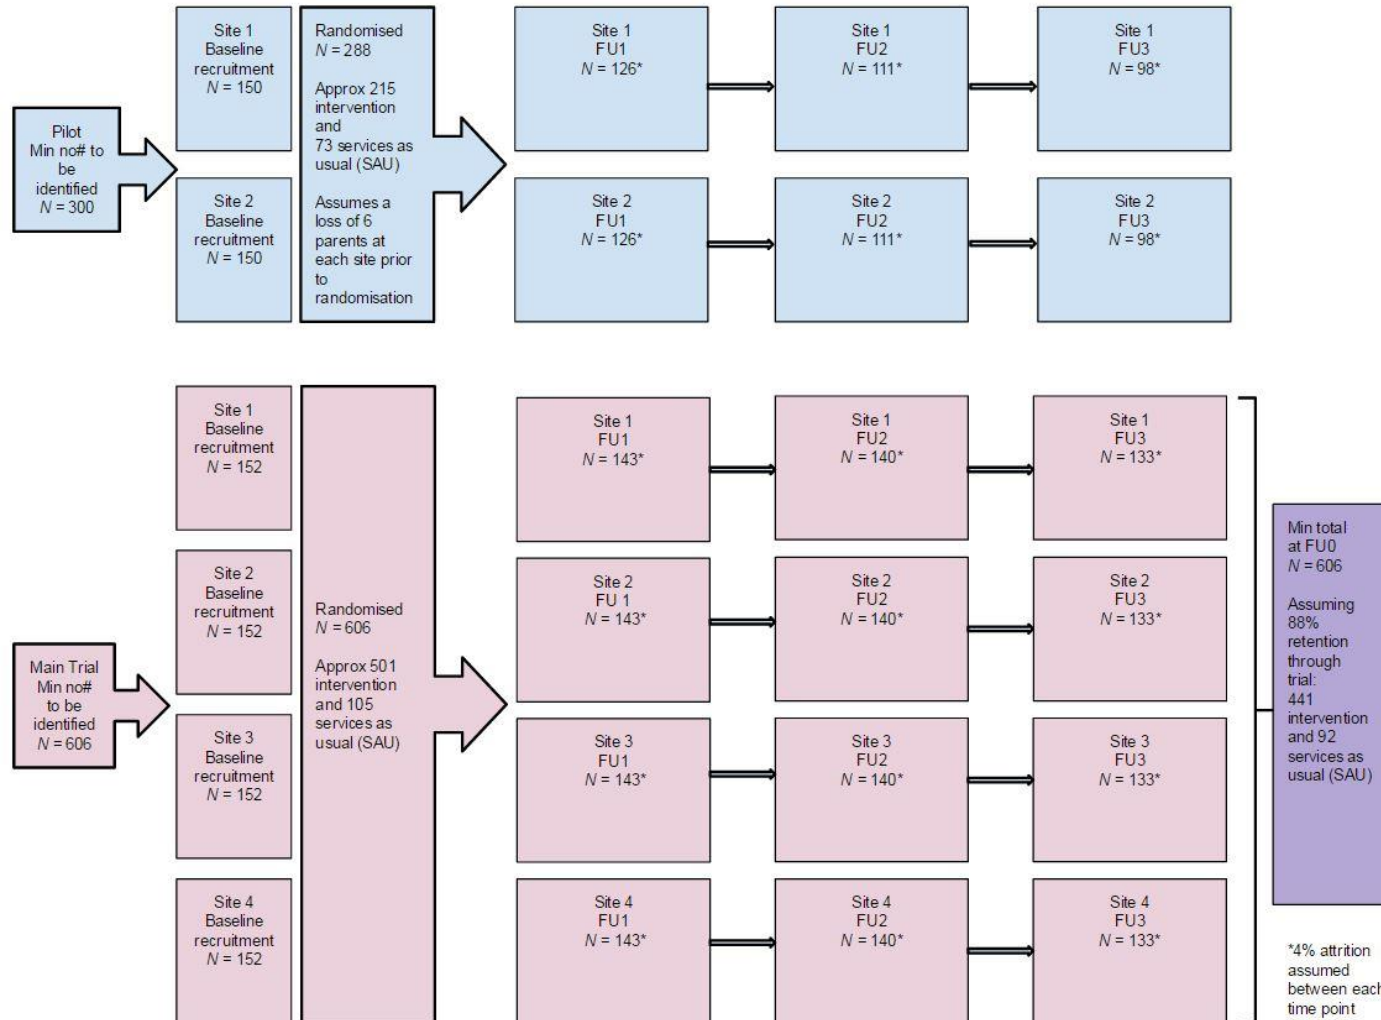 Pilot
Min no# to
be
identified
N = 300
Site 1
Baseline
recruitment
N = 150
Site 2
Baseline
recruitment
N = 150
Randomised
N = 288
Approx 215
intervention
and
73 services as
usual (SAU)
Assumes a
loss of 6
parents at
each site prior
to
randomisation
Site 1
FU1
N = 126*
Site 1
FU2
N = 111*
Site 1
FU3
N = 98*
Site 2
FU1
N = 126*
Site 2
FU2
N = 111*
Site 2
FU3
N = 98*
Main Trial
Min no#
to be
identified
N = 606
Site 1
Baseline
recruitment
N = 152
Site 2
Baseline
recruitment
N = 152
Site 3
Baseline
recruitment
N = 152
Site 4
Baseline
recruitment
N = 152
Randomised
N = 606
Approx 501
intervention
and 105
services as
usual (SAU)
Site 1
FU1
N = 143*
Site 1
FU2
N = 140*
Site 1
FU3
N = 133*
Site 2
FU 1
N = 143*
Site 2
FU2
N = 140*
Site 2
FU3
N = 133*
Site 3
FU1
N = 143*
Site 3
FU2
N = 140*
Site 3
FU3
N = 133*
Site 4
FU1
N = 143*
Site 4
FU2
N = 140*
Site 4
FU3
N = 133*
Min total
at FU0
N = 606
Assuming
88%
retention
through
trial:
441
intervention
and 92
services as
usual (SAU)
*4% attrition
assumed
between each
time point